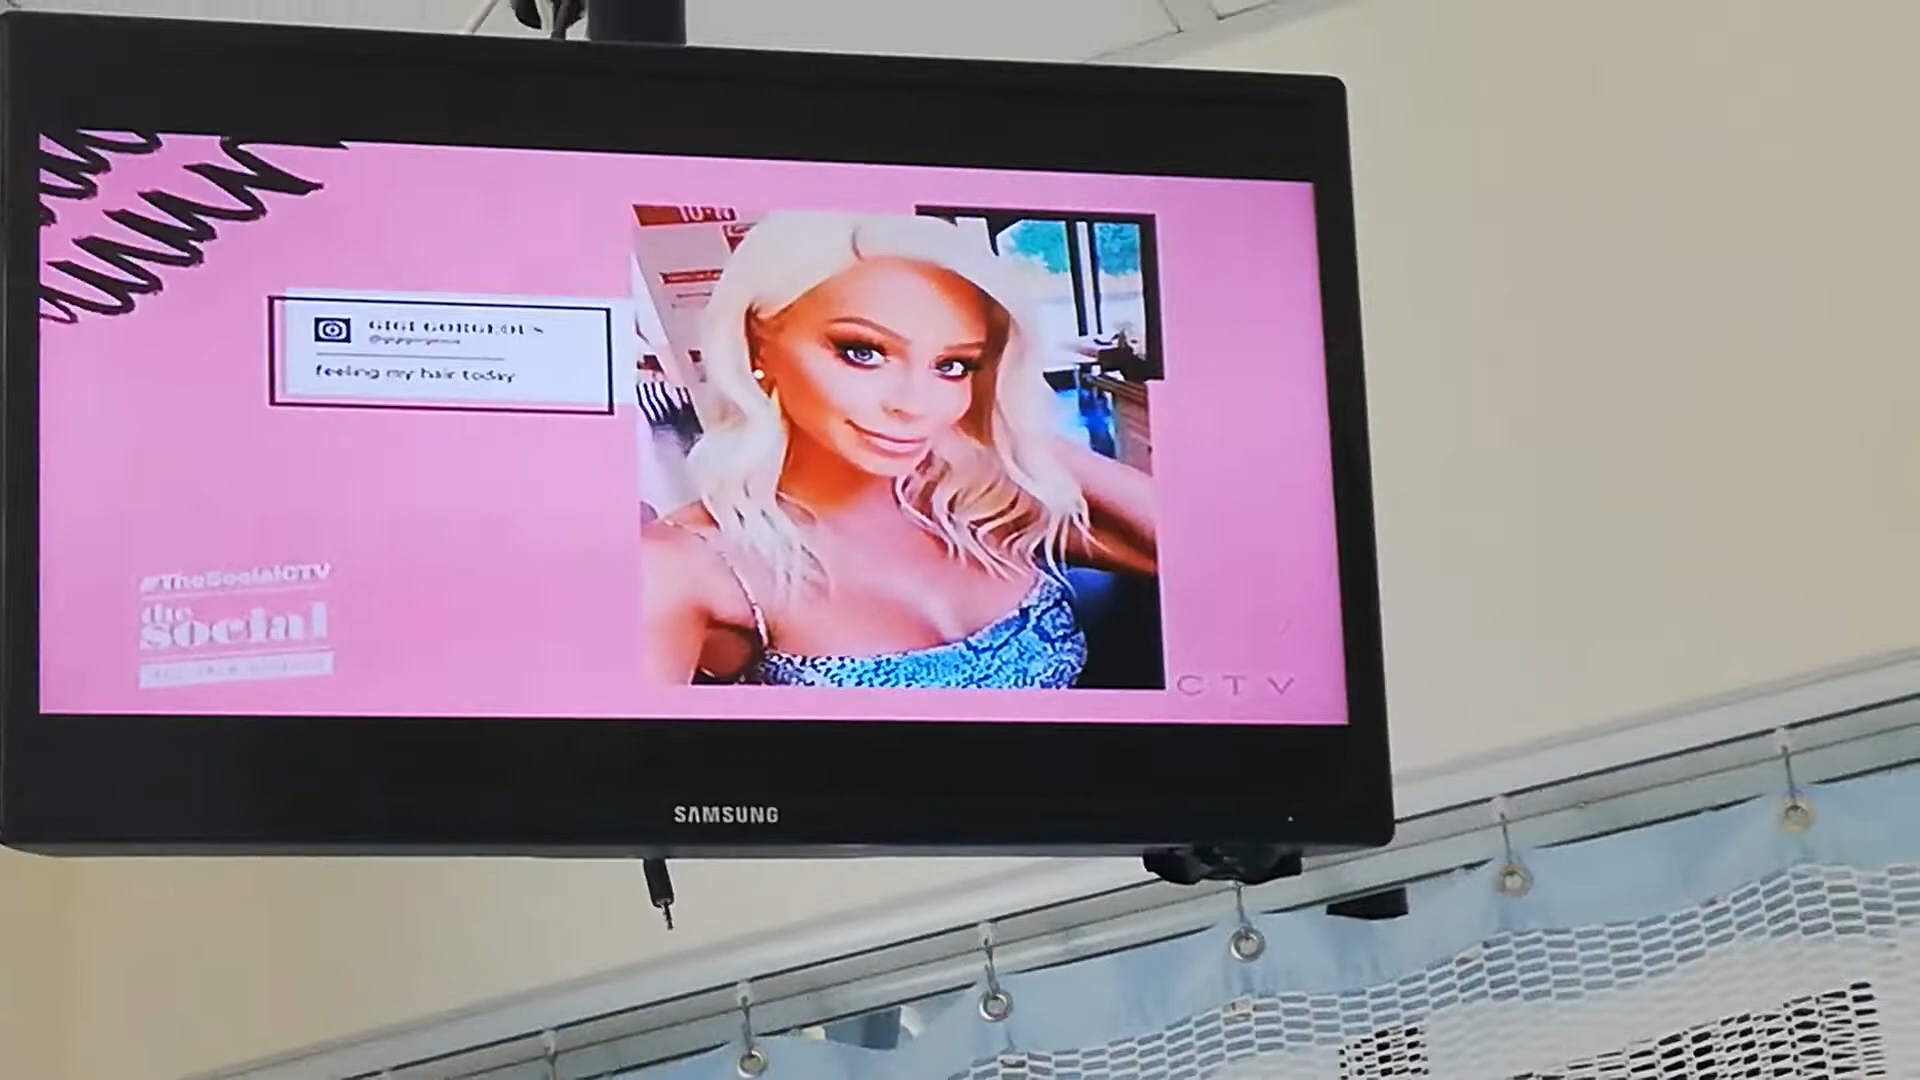 GIGI GORGEOUS
feeling my hair today
#TheSocialCTV
the
social
CTV
SAMSUNG